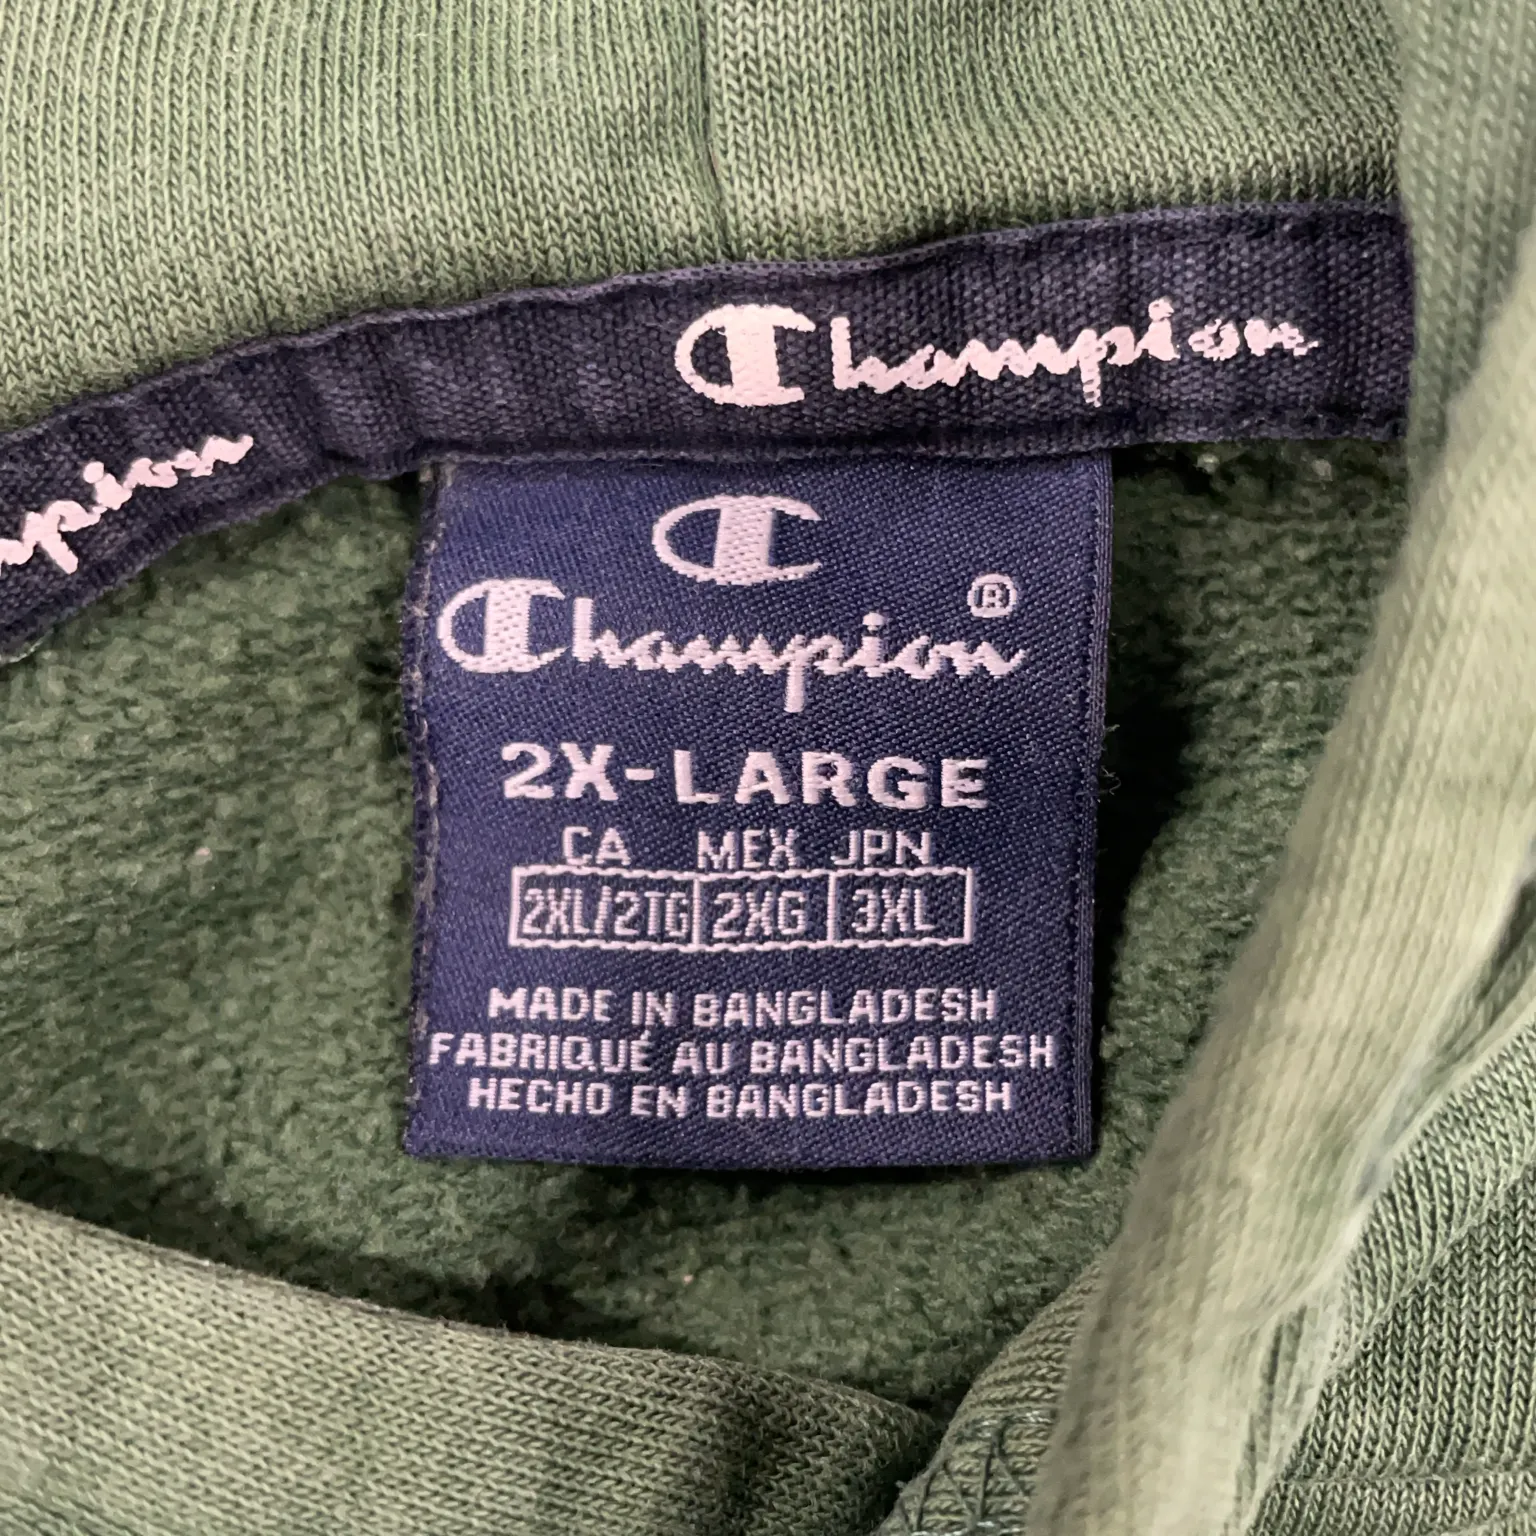 Champion
mpion
Champion®
2X-LARGE
CA MEX JPN
2XL/2TG 2XG 3XL
MADE IN BANGLADESH
FABRIQUÉ AU BANGLADESH
HECHO EN BANGLADESH